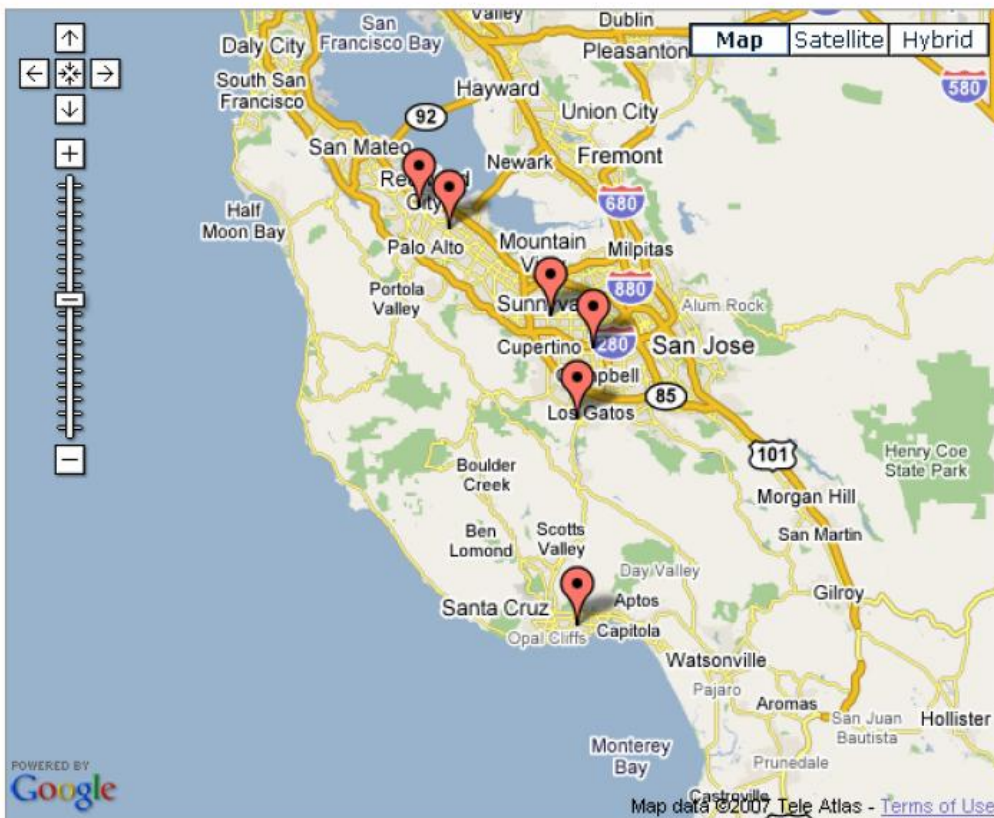 Valley
Dublin
San
Francisco Bay
Daly City
Pleasanton
Map
Satellite
Hybrid
South San
Francisco
Hayward
580
92
Union City
San Mateo
Newark
Fremont
680
City
Half
Moon Bay
Palo Alto
Mountain
Milpitas
Portola
Valley
880
Alum Rock
Cupertino
280
San Jose
Los Gatos
85
101
Henry Coe
State Park
Boulder
Creek
Morgan Hill
San Martin
Ben
Lomond
Scotts
Valley
Day Valley
Gilroy
Santa Cruz
Aptos
Opal Cliffs
Capitola
Watsonville
Pajaro
Aromas
San Juan
Bautista
Hollister
Monterey
Bay
Prunedale
POWERED BY
Google
Castroville
Map data ©2007 Tele Atlas - Terms of Use